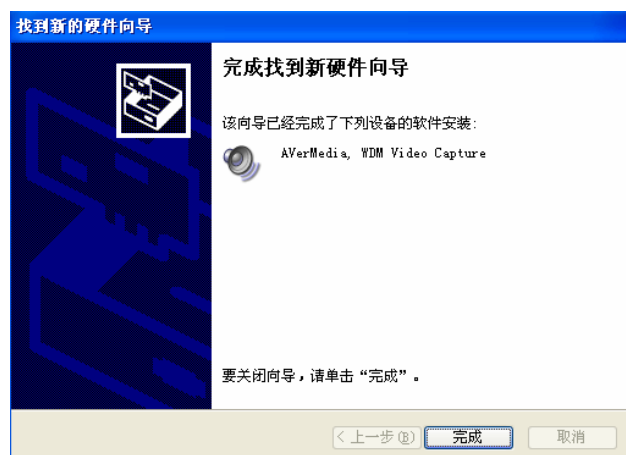 找到新的硬件向导
完成找到新硬件向导
该向导已经完成了下列设备的软件安装:
AVerMedia, WDM Video Capture
要关闭向导，请单击“完成”。
< 上一步(B) 完成 取消